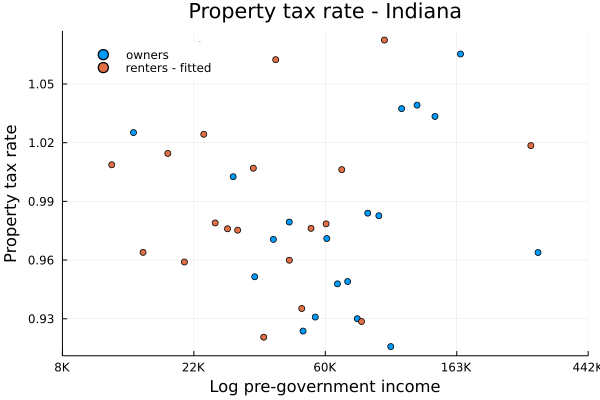 Property tax rate - Indiana
owners
renters - fitted
Property tax rate
1.05
1.02
0.99
0.96
0.93
8K
22K
60K
163K
442K
Log pre-government income